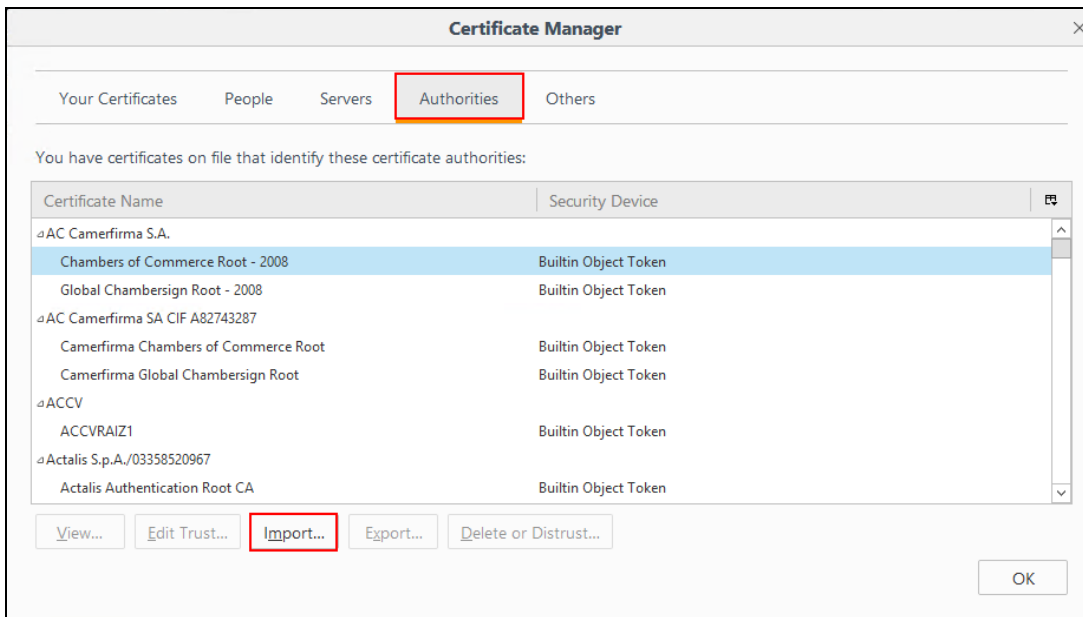 Certificate Manager
Your Certificates People Servers Authorities Others
You have certificates on file that identify these certificate authorities:
Certificate Name Security Device
AC Camerfirma S.A.
Chambers of Commerce Root - 2008 Builtin Object Token
Global Chambersign Root - 2008 Builtin Object Token
AC Camerfirma SA CIF A82743287
Camerfirma Chambers of Commerce Root Builtin Object Token
Camerfirma Global Chambersign Root Builtin Object Token
ACCV
ACCVRAIZ1 Builtin Object Token
Actalis S.p.A./03358520967
Actalis Authentication Root CA Builtin Object Token
View... Edit Trust... Import... Export... Delete or Distrust...
OK